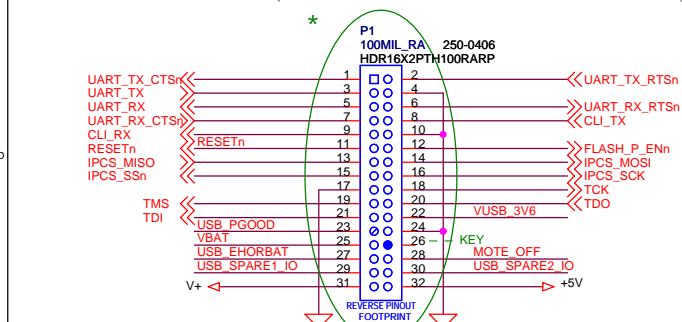 *
P1
100MIL_RA 250-0406
HDR16X2PTH100RARP
UART_TX_CTSn 1 2 UART_TX_RTSn
UART_TX 3 4
UART_RX 5 6 UART_RX_RTSn
UART_RX_CTSn 7 8 CLI_TX
CLI_RX 9 10
RESETn RESETn 11 12 FLASH_P_ENn
IPCS_MISO 13 14 IPCS_MOSI
IPCS_SSn 15 16 IPCS_SCK
17 18 TCK
TMS 19 20 TDO
TDI 21 22 VUSB_3V6
USB_PGOOD 23 24
VBAT 25 26 KEY
USB_EHORBAT 27 28 MOTE_OFF
USB_SPARE1_IO 29 30 USB_SPARE2_IO
V+ 31 32 +5V
REVERSE PINOUT
FOOTPRINT